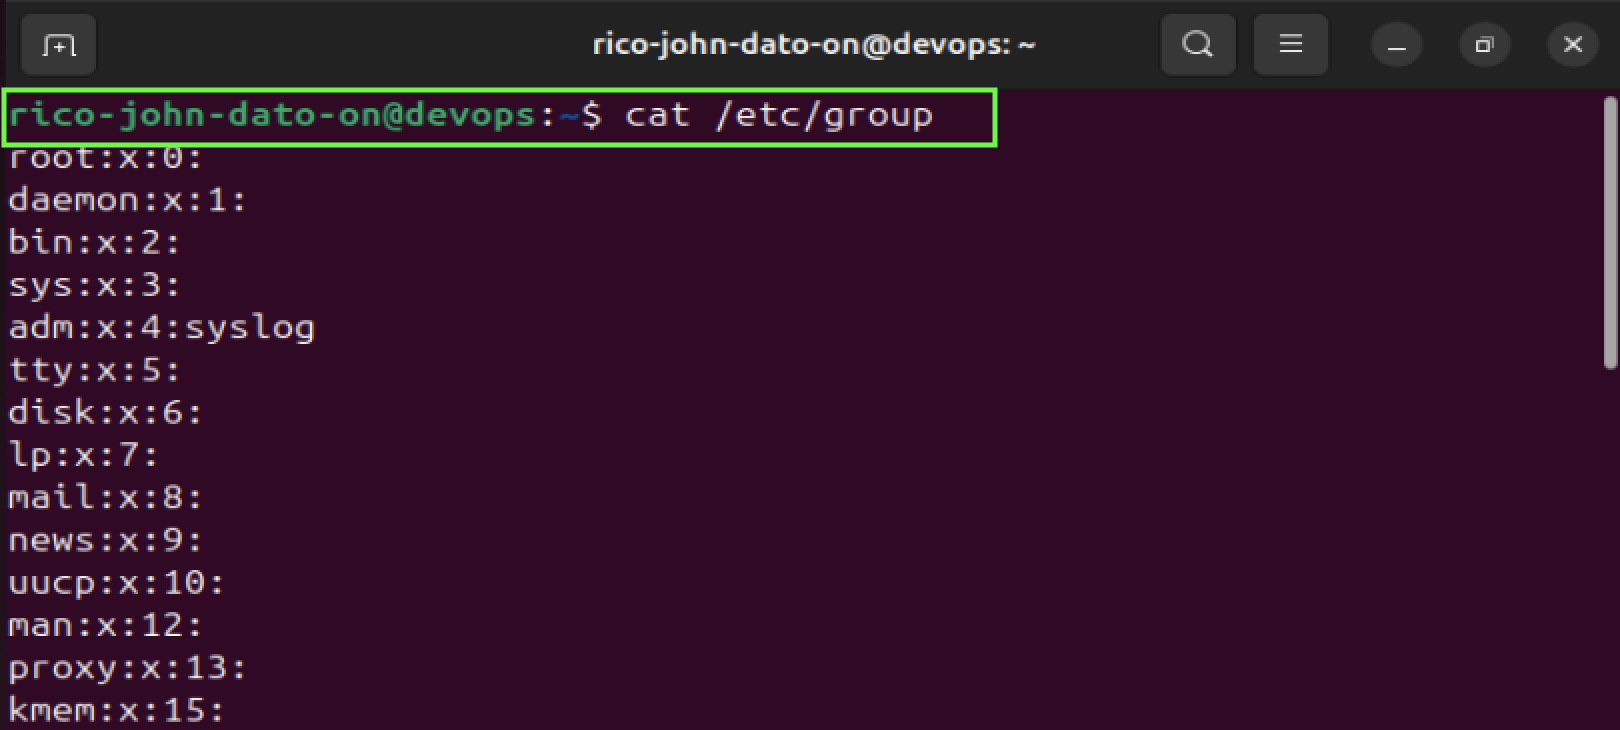 rico-john-dato-on@devops: ~
rico-john-dato-on@devops:~$ cat /etc/group
root:x:0:
daemon:x:1:
bin:x:2:
sys:x:3:
adm:x:4:syslog
tty:x:5:
disk:x:6:
lp:x:7:
mail:x:8:
news:x:9:
uucp:x:10:
man:x:12:
proxy:x:13:
kmem:x:15: